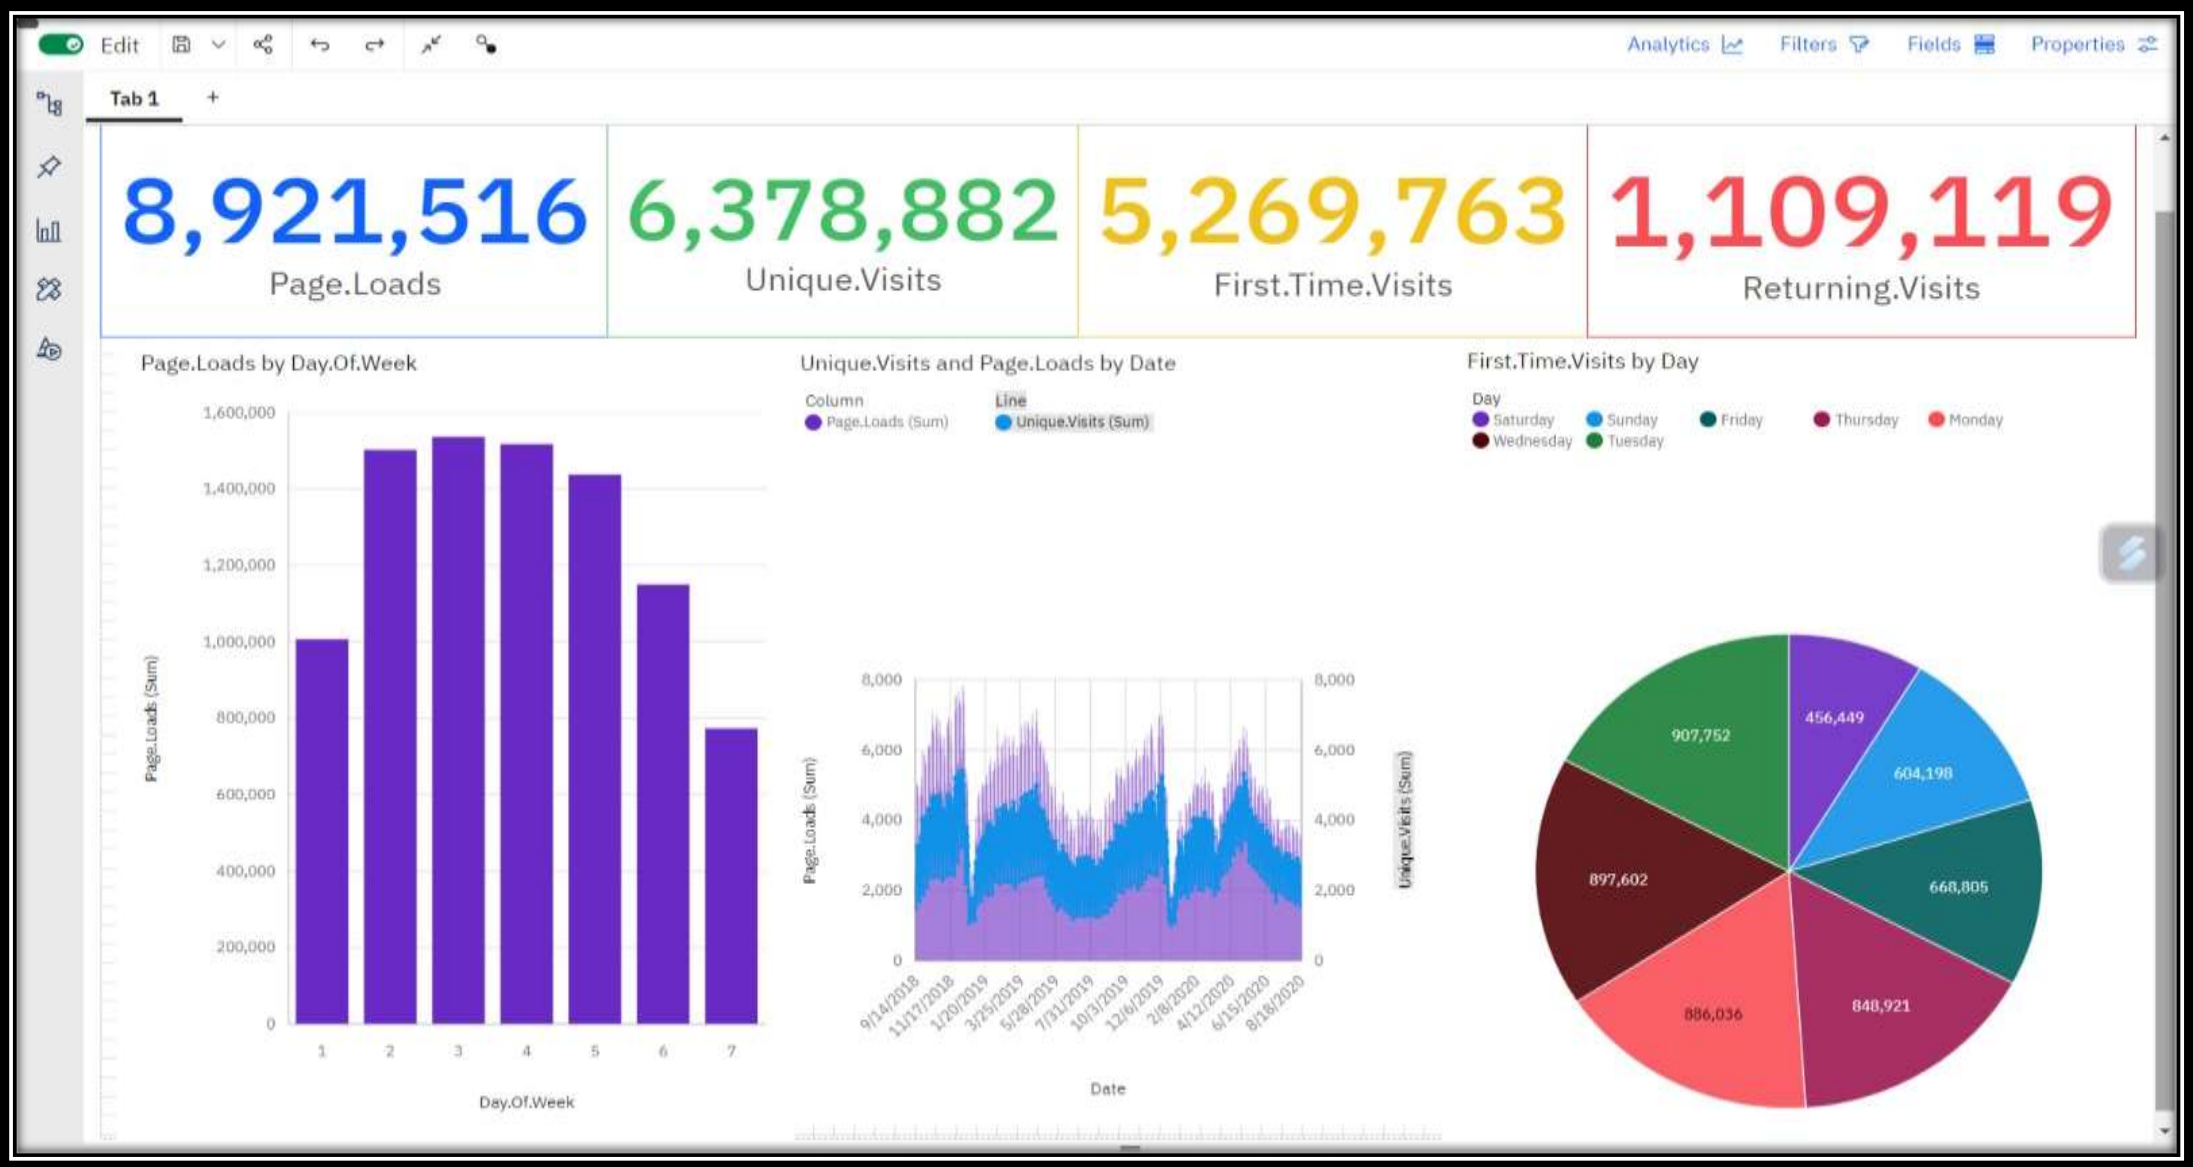 Edit
Analytics
Filters
Fields
Properties
Tab 1
+
8,921,516
Page.Loads
6,378,882
Unique.Visits
5,269,763
First.Time.Visits
1,109,119
Returning.Visits
Page.Loads by Day.Of.Week
Page.Loads (Sum)
1,600,000
1,400,000
1,200,000
1,000,000
800,000
600,000
400,000
200,000
0
1 2 3 4 5 6 7
Day.Of.Week
Unique.Visits and Page.Loads by Date
Column
Page.Loads (Sum)
Line
Unique.Visits (Sum)
Page.Loads (Sum)
8,000
6,000
4,000
2,000
0
8,000
6,000
4,000
2,000
0
Unique.Visits (Sum)
9/14/2018 11/17/2018 1/20/2019 3/25/2019 5/28/2019 7/31/2019 10/3/2019 12/6/2019 2/8/2020 4/12/2020 6/15/2020 8/18/2020
Date
First.Time.Visits by Day
Day
Saturday Sunday Friday Thursday Monday
Wednesday Tuesday
456,449
604,198
668,805
848,921
886,036
897,602
907,752